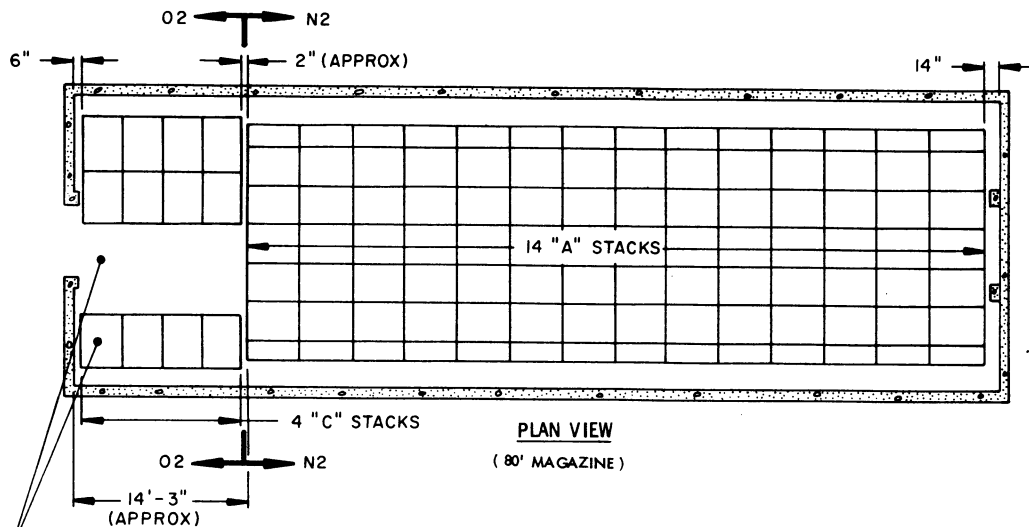 O2 N2
6" 2" (APPROX) 14"
14 "A" STACKS
4 "C" STACKS
PLAN VIEW
(80' MAGAZINE)
O2 N2
14'-3"
(APPROX)